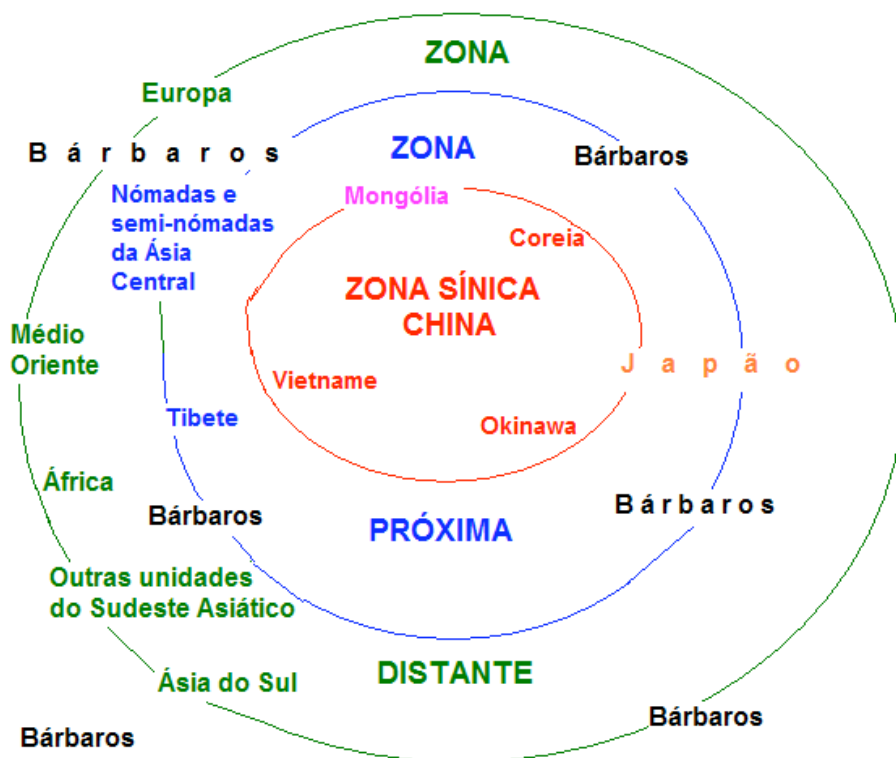 ZONA
Europa
B á r b a r o s
ZONA
Bárbaros
Nómadas e
semi-nómadas
da Ásia
Central
Mongólia
Coreia
ZONA SÍNICA
CHINA
Médio
Oriente
J a p ã o
Vietname
Tibete
Okinawa
África
Bárbaros
B á r b a r o s
PRÓXIMA
Outras unidades
do Sudeste Asiático
DISTANTE
Ásia do Sul
Bárbaros
Bárbaros